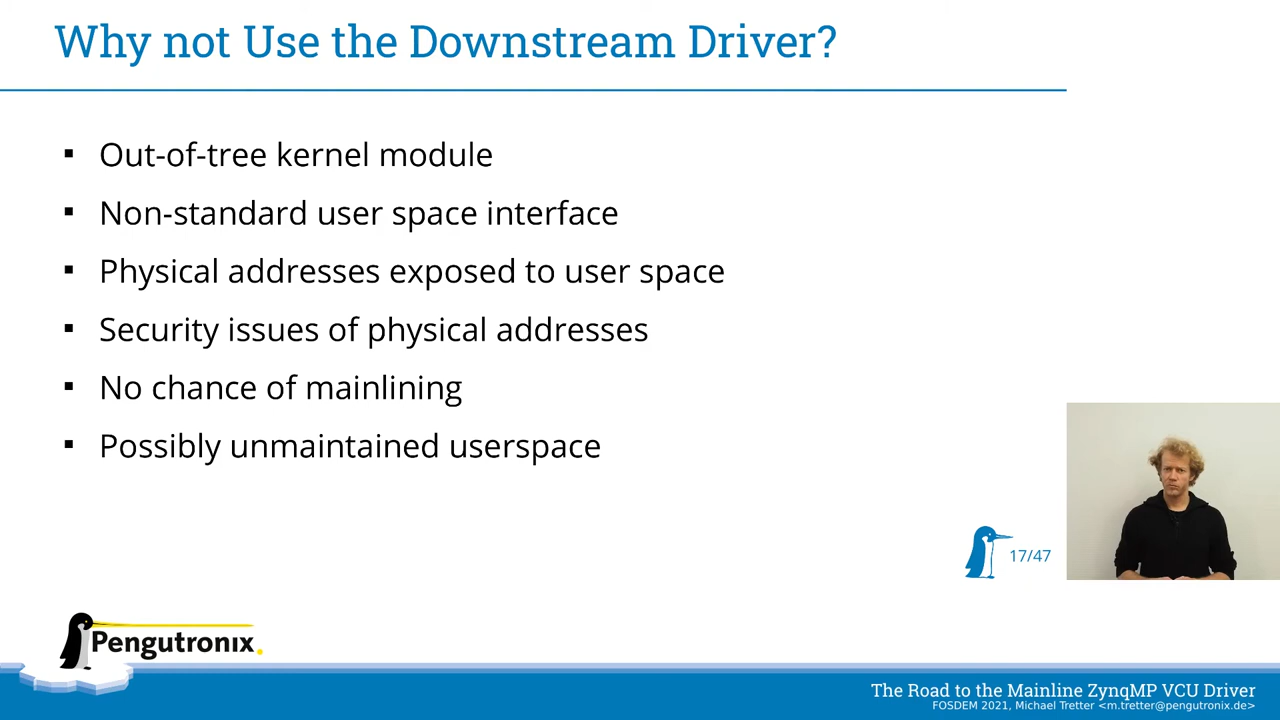 Why not Use the Downstream Driver?
Out-of-tree kernel module
Non-standard user space interface
Physical addresses exposed to user space
Security issues of physical addresses
No chance of mainlining
Possibly unmaintained userspace
17/47
Pengutronix
The Road to the Mainline ZynqMP VCU Driver
FOSDEM 2021, Michael Tretter <m.tretter@pengutronix.de>